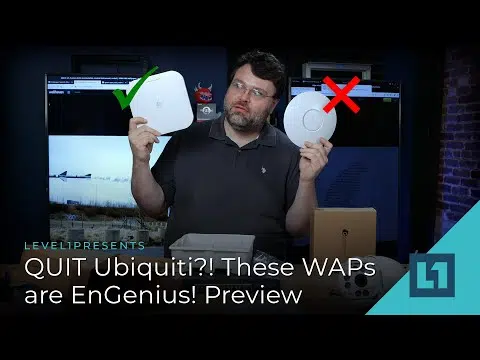 LEVEL1PRESENTS
QUIT Ubiquiti?! These WAPs
are EnGenius! Preview
L1